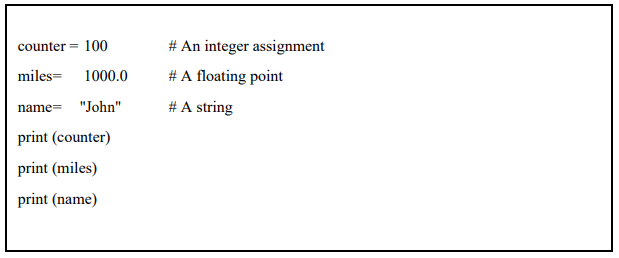 counter = 100 # An integer assignment
miles= 1000.0 # A floating point
name= "John" # A string
print (counter)
print (miles)
print (name)